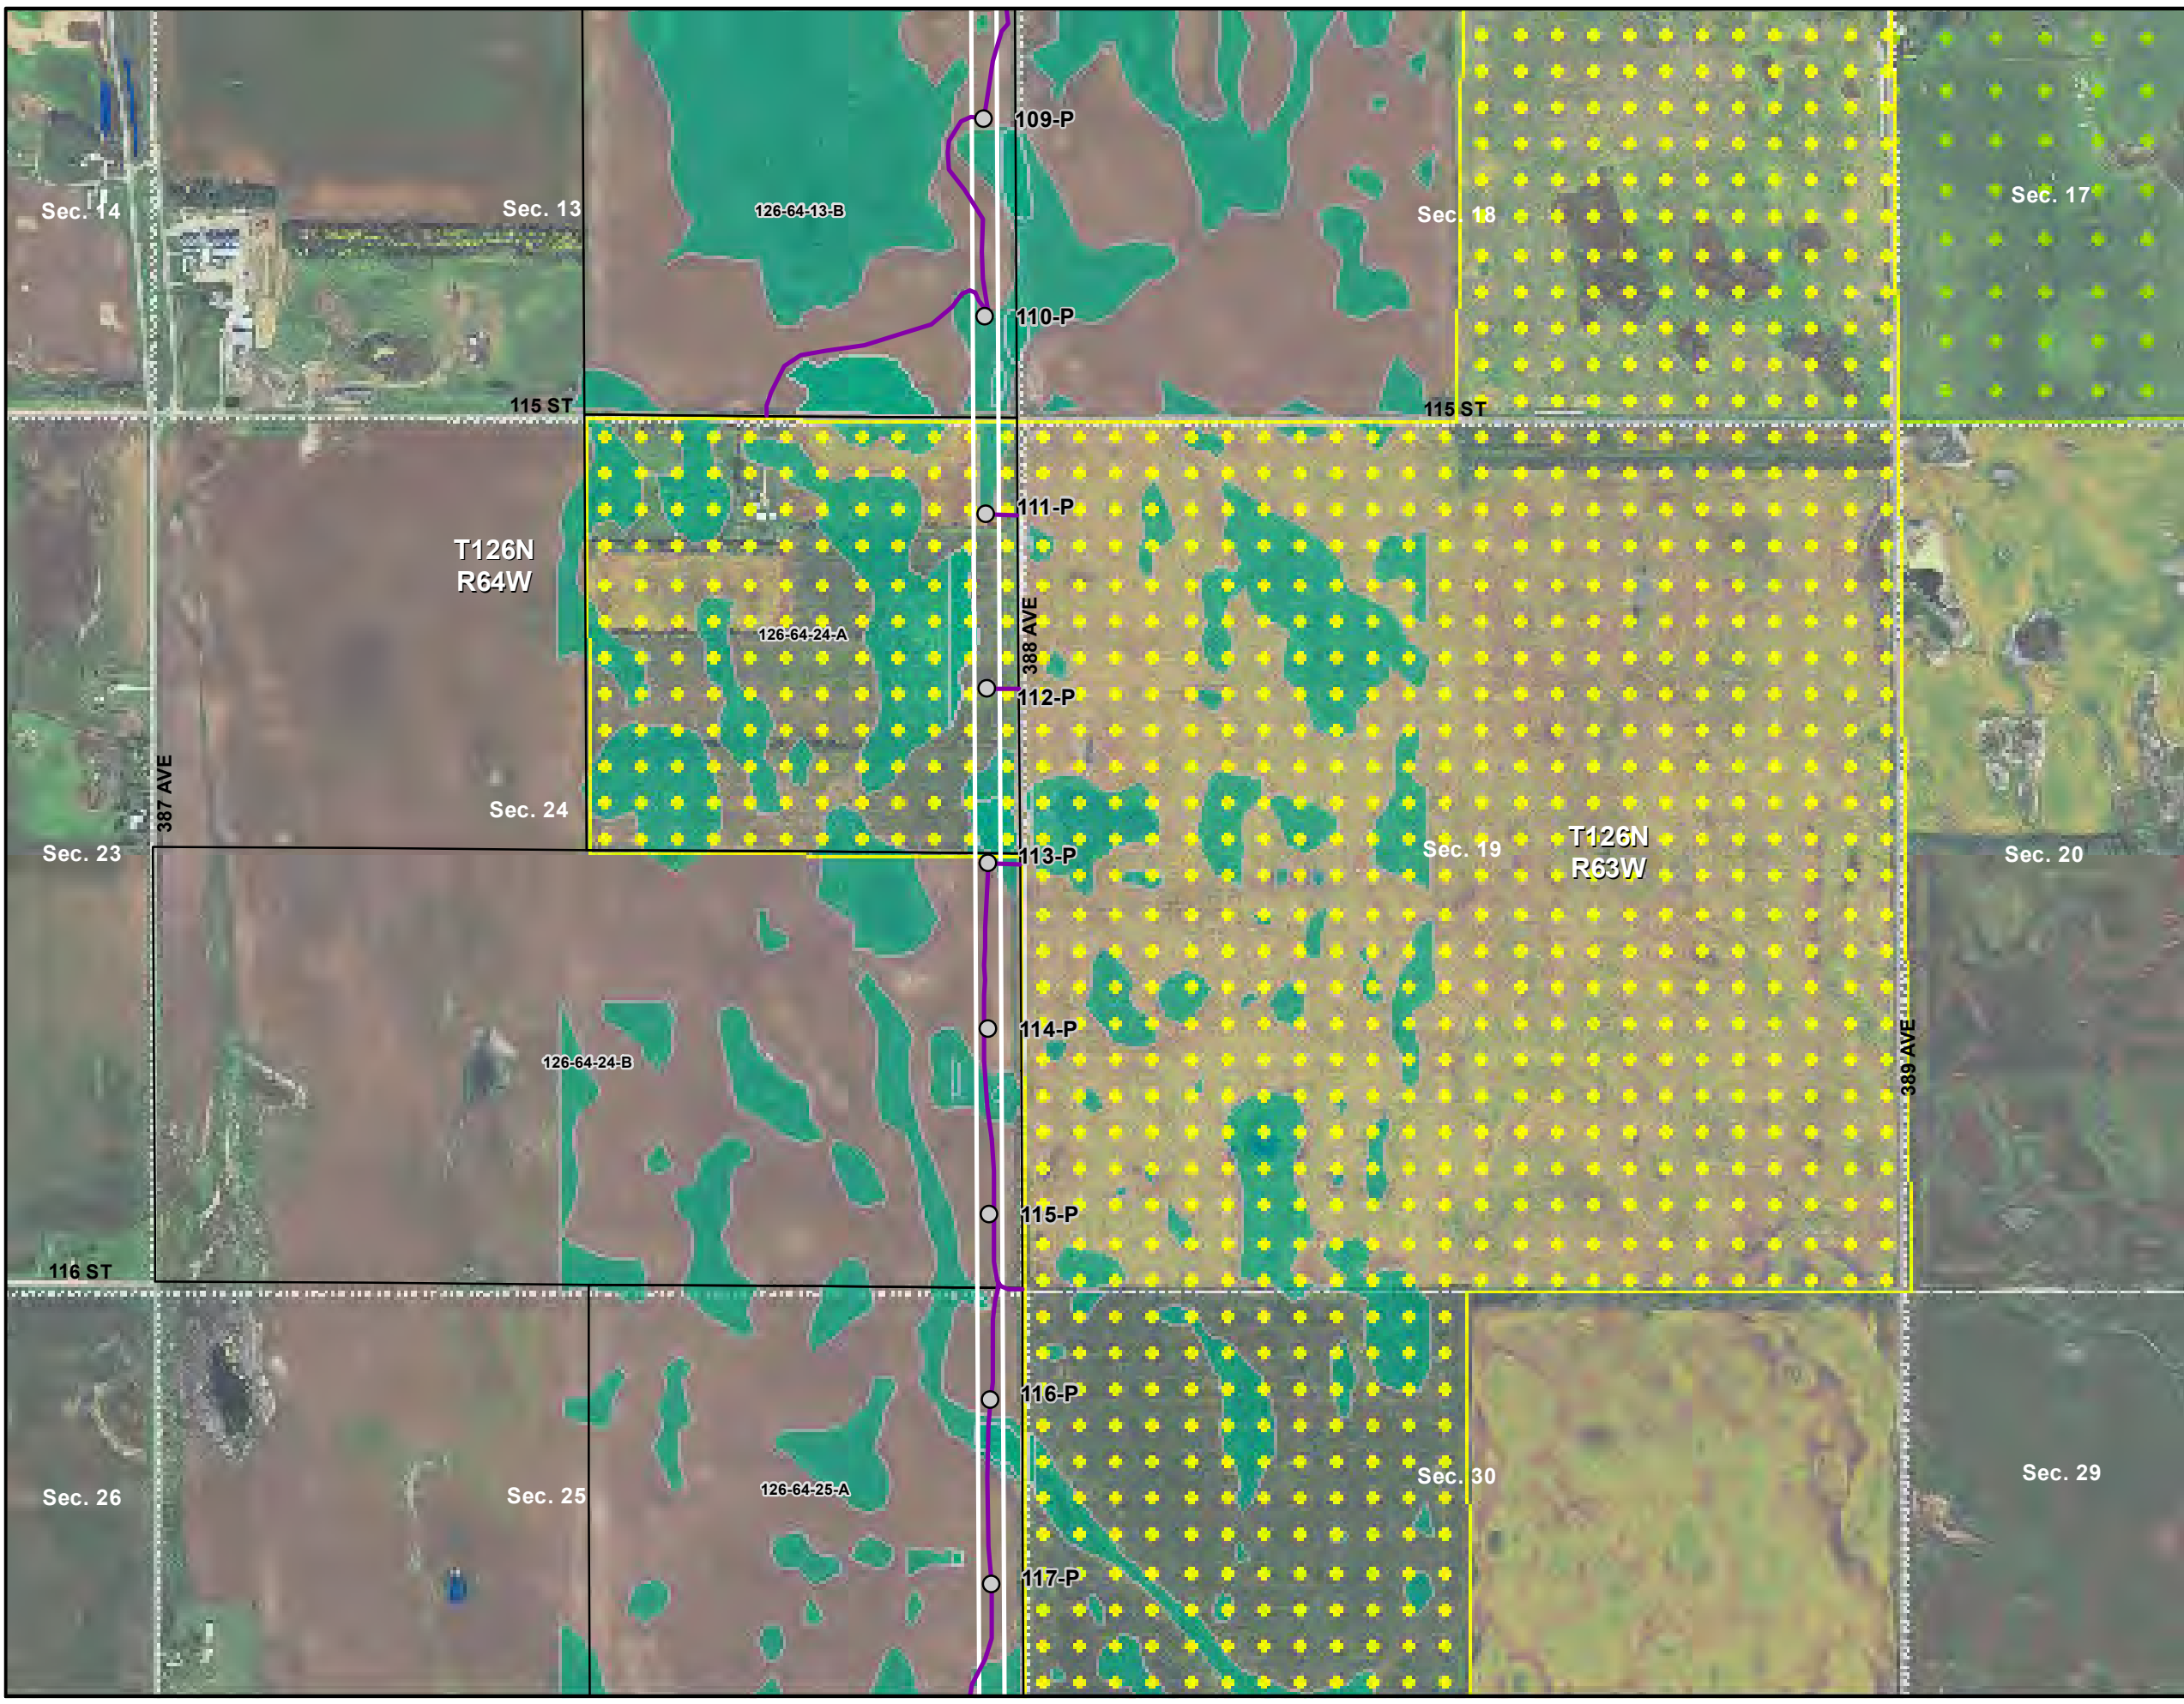 109-P
Sec. 14
Sec. 13
126-64-13-B
Sec. 18
Sec. 17
110-P
115 ST
115 ST
111-P
T126N
R64W
388 AVE
126-64-24-A
112-P
387 AVE
Sec. 24
Sec. 23
113-P
Sec. 19
T126N
R63W
Sec. 20
114-P
126-64-24-B
389 AVE
115-P
116 ST
116-P
Sec. 26
Sec. 25
126-64-25-A
Sec. 30
Sec. 29
117-P